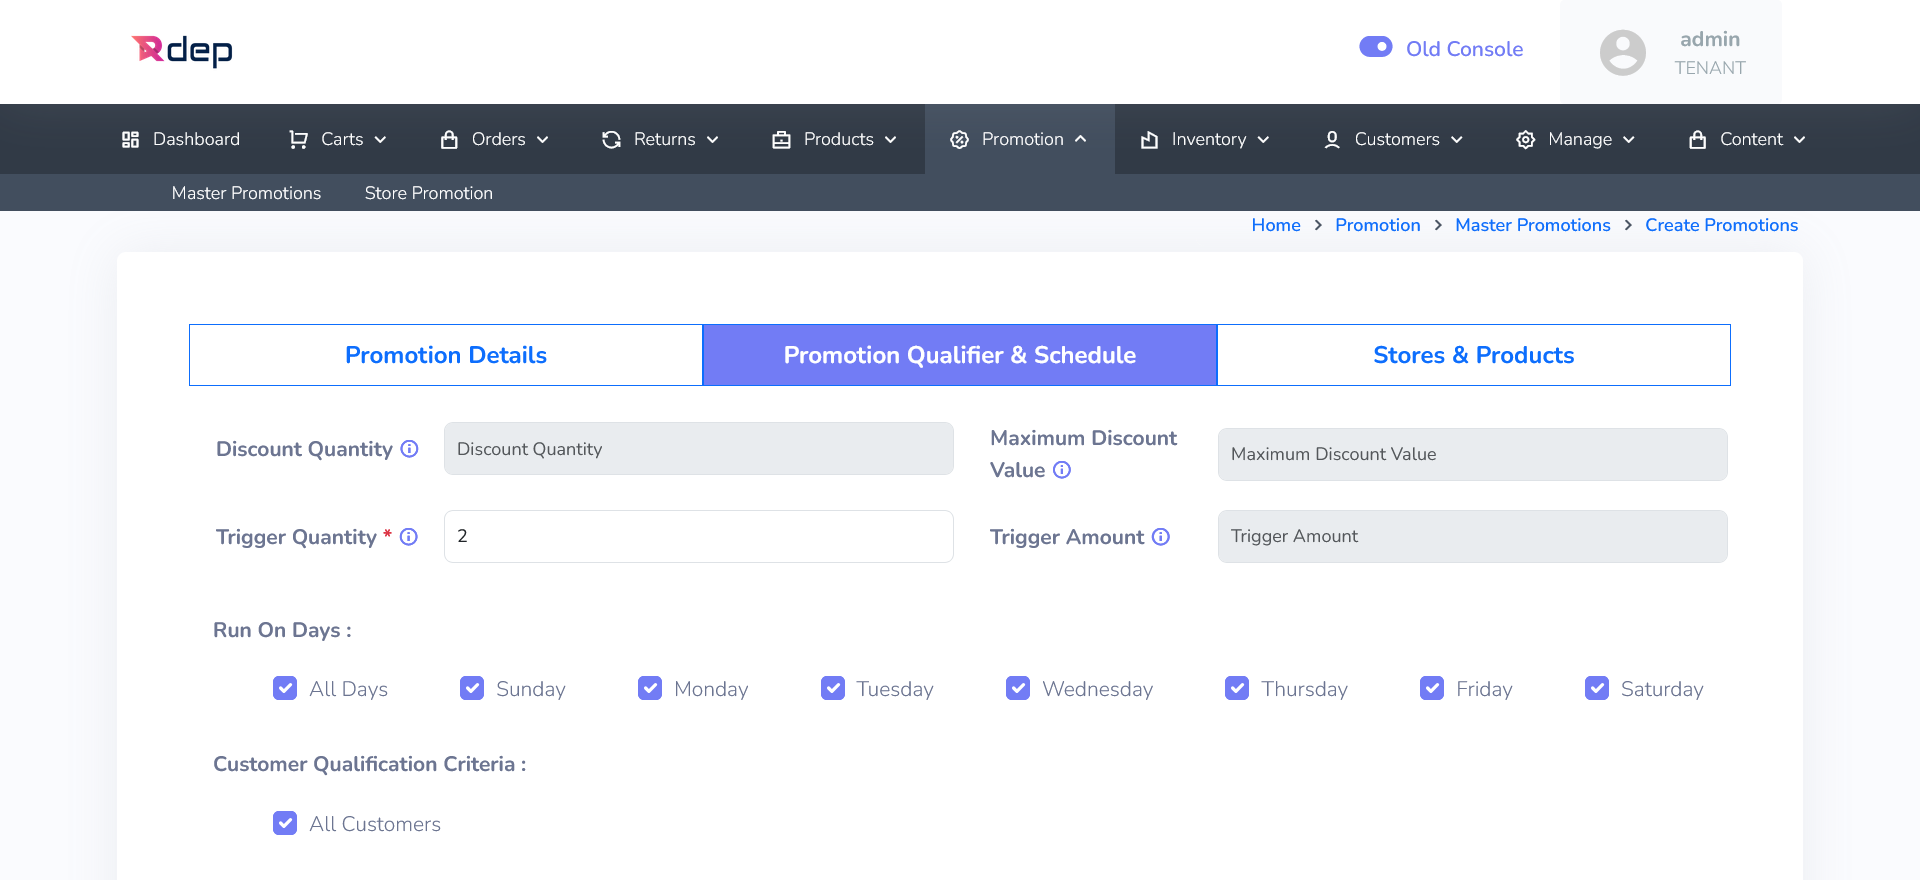 Rdep
Old Console
admin
TENANT
Dashboard Carts Orders Returns Products Promotion Inventory Customers Manage Content
Master Promotions Store Promotion
Home > Promotion > Master Promotions > Create Promotions
Promotion Details Promotion Qualifier & Schedule Stores & Products
Discount Quantity Discount Quantity
Maximum Discount
Value
Maximum Discount Value
Trigger Quantity * 2
Trigger Amount Trigger Amount
Run On Days :
All Days Sunday Monday Tuesday Wednesday Thursday Friday Saturday
Customer Qualification Criteria :
All Customers